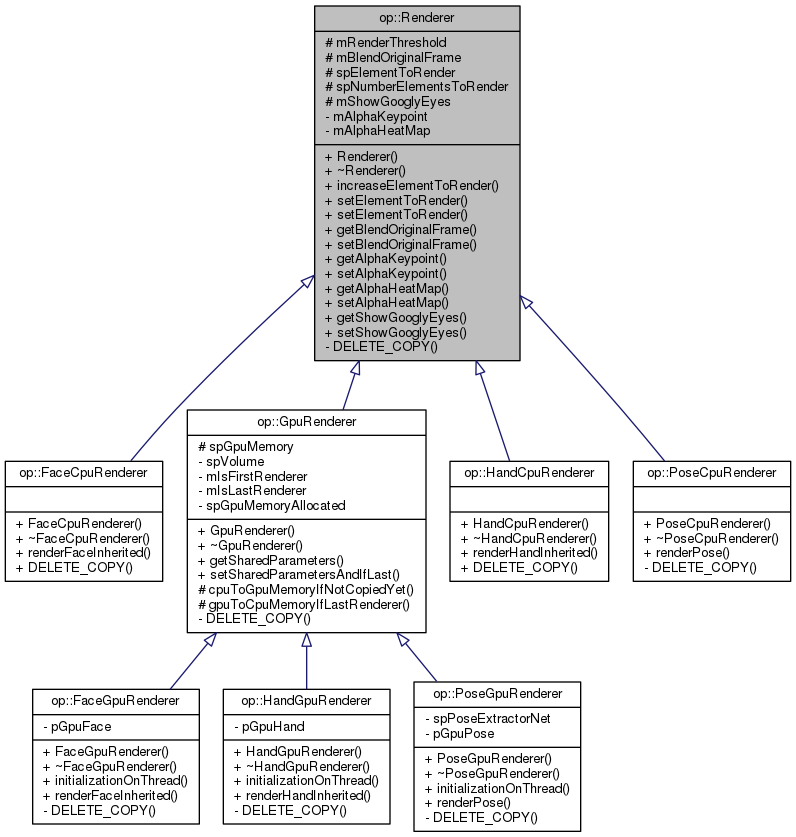 op::Renderer
# mRenderThreshold
# mBlendOriginalFrame
# spElementToRender
# spNumberElementsToRender
# mShowGooglyEyes
- mAlphaKeypoint
- mAlphaHeatMap
+ Renderer()
+ ~Renderer()
+ increaseElementToRender()
+ setElementToRender()
+ setElementToRender()
+ getBlendOriginalFrame()
+ setBlendOriginalFrame()
+ getAlphaKeypoint()
+ setAlphaKeypoint()
+ getAlphaHeatMap()
+ setAlphaHeatMap()
+ getShowGooglyEyes()
+ setShowGooglyEyes()
- DELETE_COPY()
op::FaceCpuRenderer
+ FaceCpuRenderer()
+ ~FaceCpuRenderer()
+ renderFaceInherited()
+ DELETE_COPY()
op::GpuRenderer
# spGpuMemory
- spVolume
- mIsFirstRenderer
- mIsLastRenderer
- spGpuMemoryAllocated
+ GpuRenderer()
+ ~GpuRenderer()
+ getSharedParameters()
+ setSharedParametersAndIfLast()
# cpuToGpuMemoryIfNotCopiedYet()
# gpuToCpuMemoryIfLastRenderer()
- DELETE_COPY()
op::HandCpuRenderer
+ HandCpuRenderer()
+ ~HandCpuRenderer()
+ renderHandInherited()
+ DELETE_COPY()
op::PoseCpuRenderer
+ PoseCpuRenderer()
+ ~PoseCpuRenderer()
+ renderPose()
- DELETE_COPY()
op::FaceGpuRenderer
- pGpuFace
+ FaceGpuRenderer()
+ ~FaceGpuRenderer()
+ initializationOnThread()
+ renderFaceInherited()
- DELETE_COPY()
op::HandGpuRenderer
- pGpuHand
+ HandGpuRenderer()
+ ~HandGpuRenderer()
+ initializationOnThread()
+ renderHandInherited()
- DELETE_COPY()
op::PoseGpuRenderer
- spPoseExtractorNet
- pGpuPose
+ PoseGpuRenderer()
+ ~PoseGpuRenderer()
+ initializationOnThread()
+ renderPose()
- DELETE_COPY()